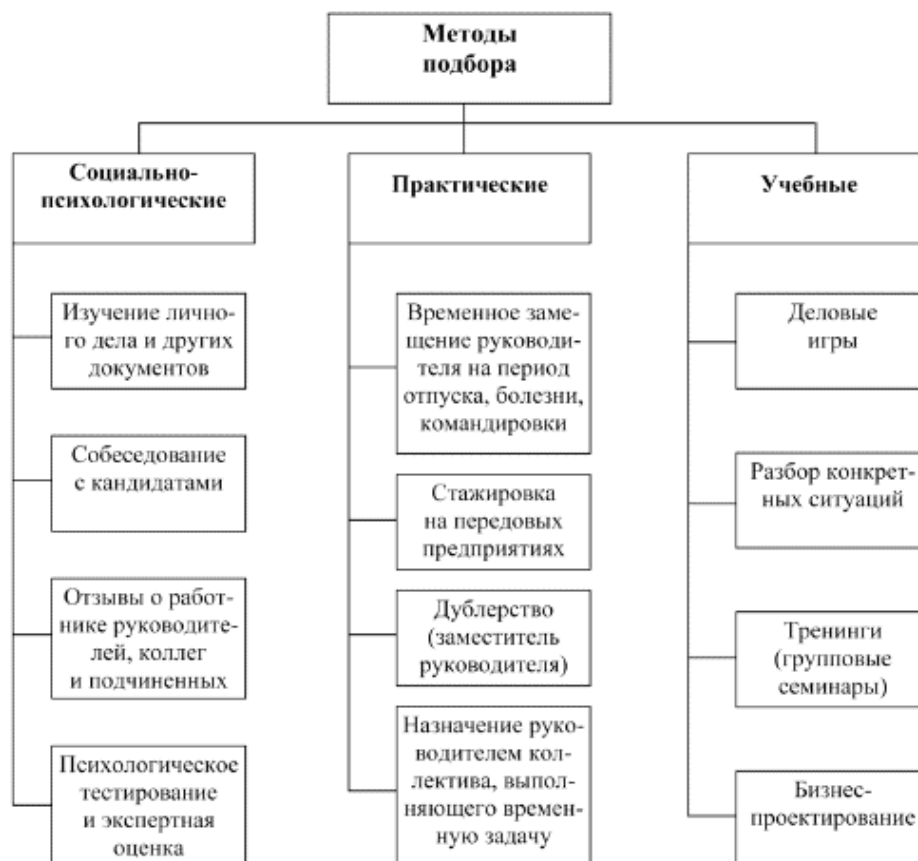 Методы
подбора
Социально-
психологические
Изучение лично-
го дела и других
документов
Собеседование
с кандидатами
Отзывы о работ-
нике руководите-
лей, коллег
и подчиненных
Психологическое
тестирование
и экспертная
оценка
Практические
Временное заме-
щение руководи-
теля на период
отпуска, болезни,
командировки
Стажировка
на передовых
предприятиях
Дублерство
(заместитель
руководителя)
Назначение руко-
водителем кол-
лектива, выпол-
няющего времен-
ную задачу
Учебные
Деловые
игры
Разбор конкрет-
ных ситуаций
Тренинги
(групповые
семинары)
Бизнес-
проектирование